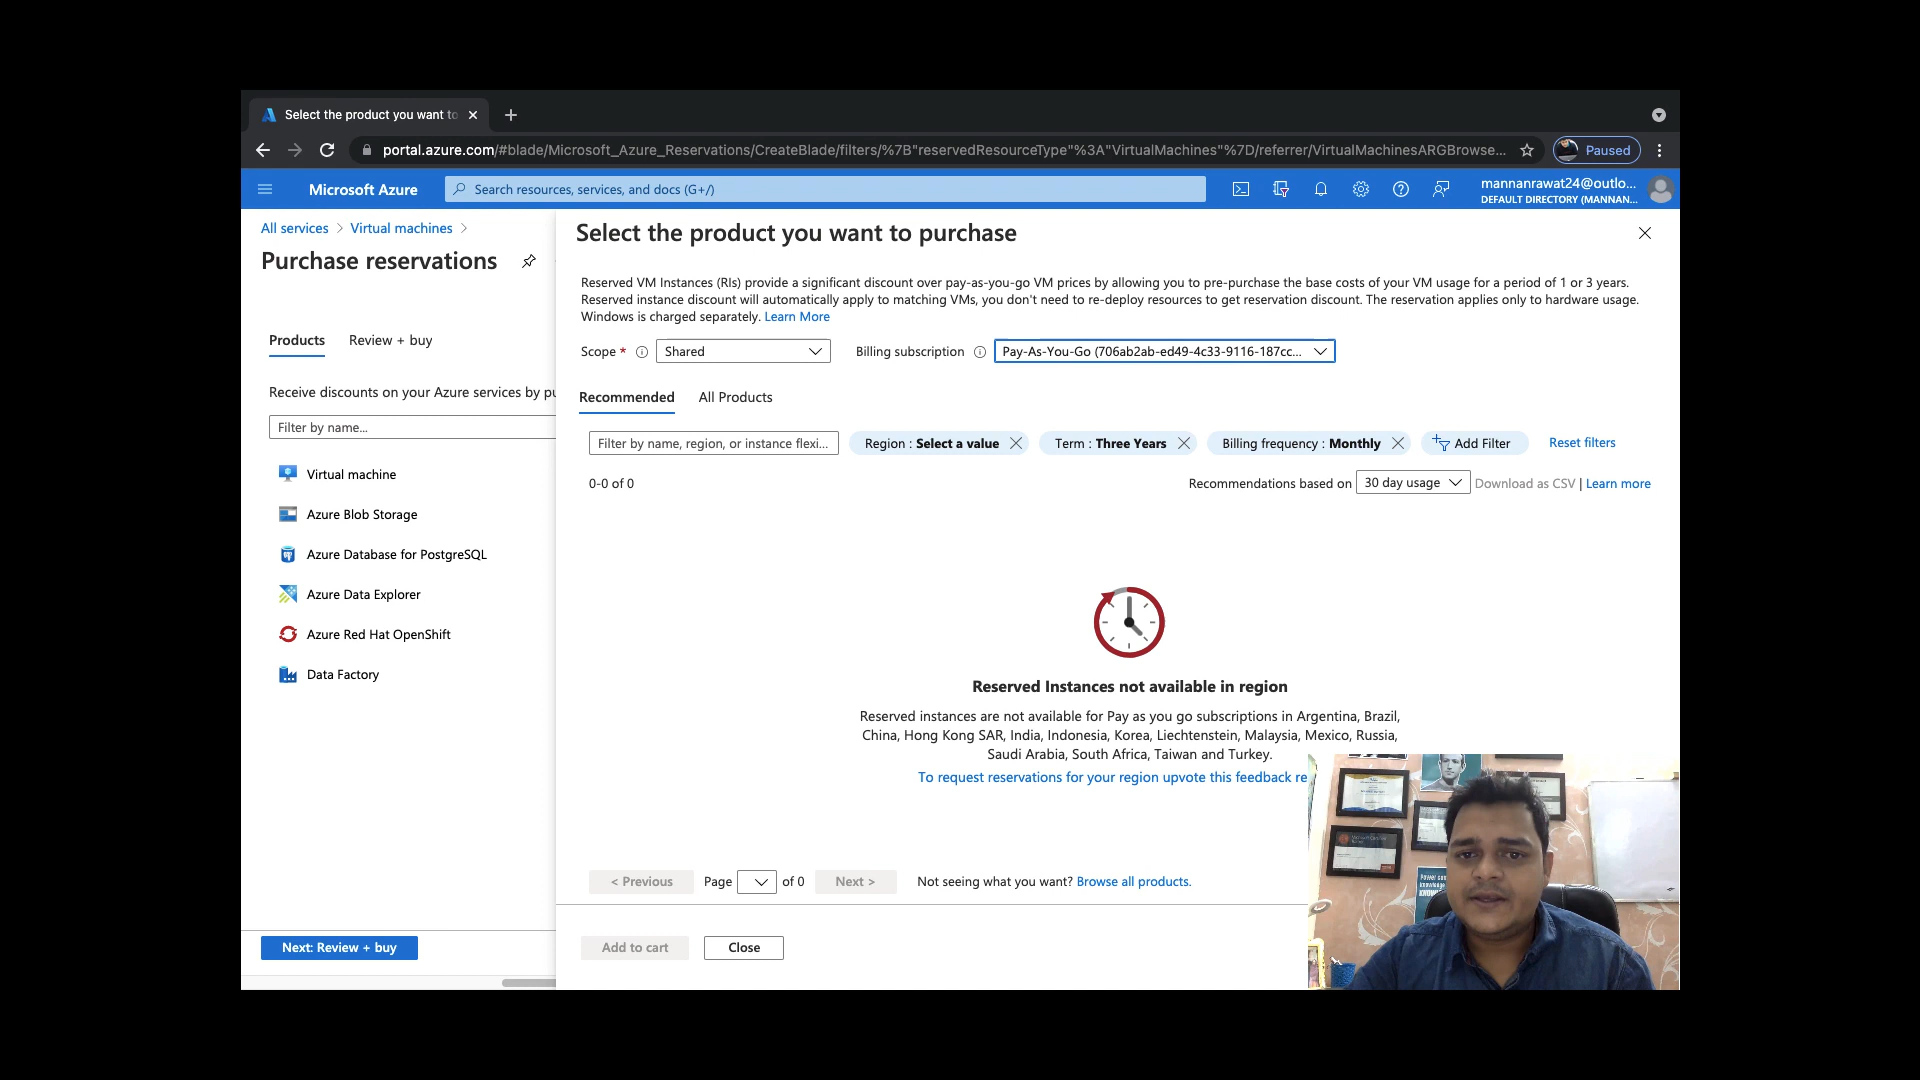 Select the product you want to
portal.azure.com/#blade/Microsoft_Azure_Reservations/CreateBlade/filters/%7B"reservedResourceType"%3A"VirtualMachines"%7D/referrer/VirtualMachinesARGBrowse...
Paused
Microsoft Azure
Search resources, services, and docs (G+/)
mannanrawat24@outlo...
DEFAULT DIRECTORY (MANNAN...
All services > Virtual machines >
Purchase reservations
Products
Review + buy
Receive discounts on your Azure services by pu
Filter by name...
Virtual machine
Azure Blob Storage
Azure Database for PostgreSQL
Azure Data Explorer
Azure Red Hat OpenShift
Data Factory
Next: Review + buy
Select the product you want to purchase
Reserved VM Instances (RIs) provide a significant discount over pay-as-you-go VM prices by allowing you to pre-purchase the base costs of your VM usage for a period of 1 or 3 years.
Reserved instance discount will automatically apply to matching VMs, you don't need to re-deploy resources to get reservation discount. The reservation applies only to hardware usage.
Windows is charged separately. Learn More
Scope * Shared Billing subscription Pay-As-You-Go (706ab2ab-ed49-4c33-9116-187cc...
Recommended All Products
Filter by name, region, or instance flexi... Region : Select a value Term : Three Years Billing frequency : Monthly Add Filter Reset filters
0-0 of 0 Recommendations based on 30 day usage Download as CSV | Learn more
Reserved Instances not available in region
Reserved instances are not available for Pay as you go subscriptions in Argentina, Brazil,
China, Hong Kong SAR, India, Indonesia, Korea, Liechtenstein, Malaysia, Mexico, Russia,
Saudi Arabia, South Africa, Taiwan and Turkey.
To request reservations for your region upvote this feedback re
< Previous Page of 0 Next > Not seeing what you want? Browse all products.
Add to cart Close